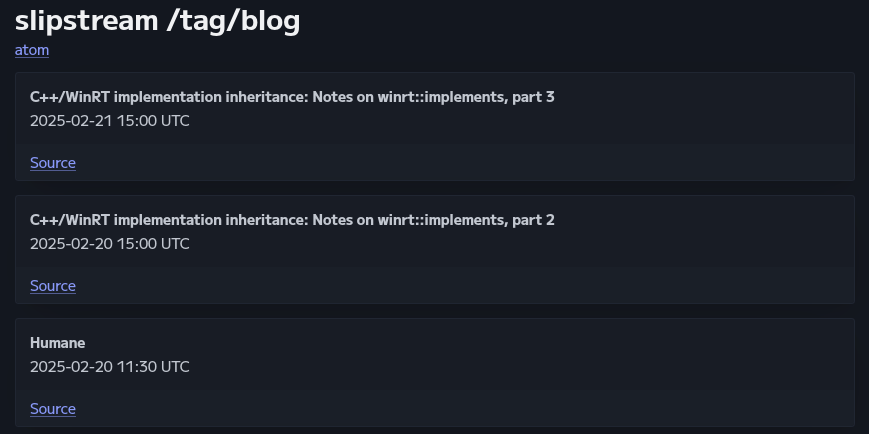 slipstream /tag/blog
atom
C++/WinRT implementation inheritance: Notes on winrt::implements, part 3
2025-02-21 15:00 UTC
Source
C++/WinRT implementation inheritance: Notes on winrt::implements, part 2
2025-02-20 15:00 UTC
Source
Humane
2025-02-20 11:30 UTC
Source